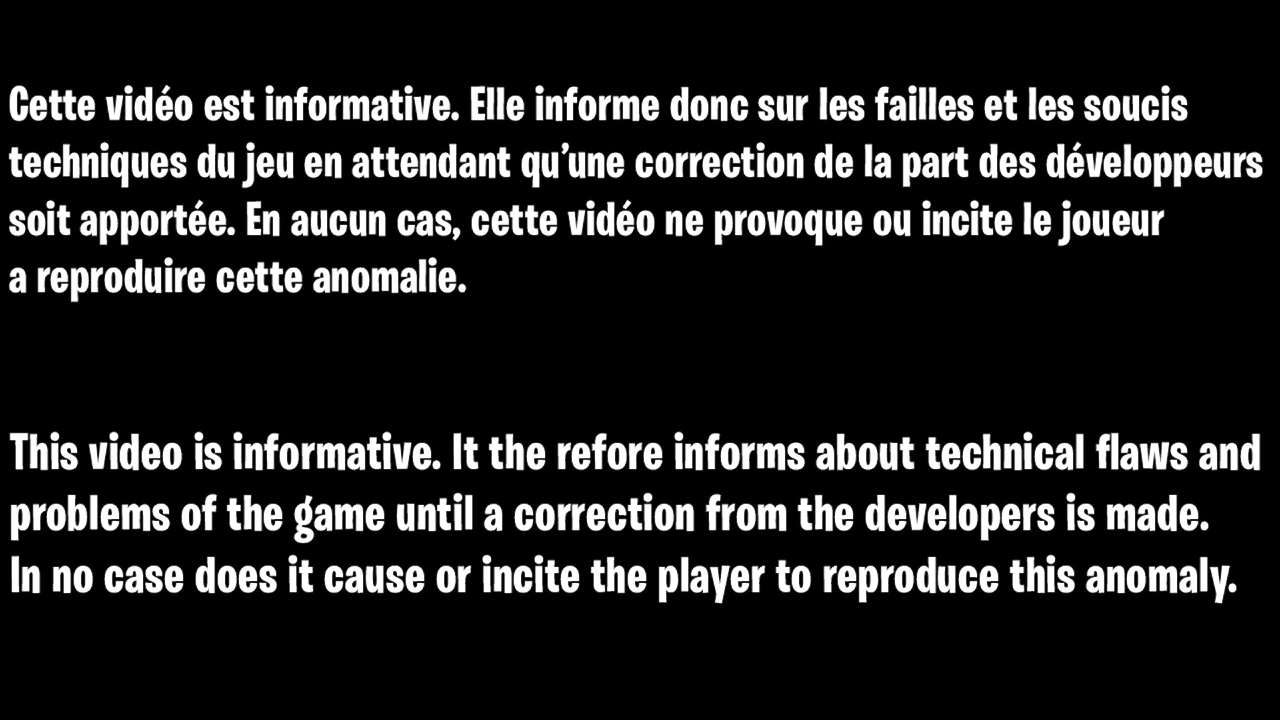 Cette vidéo est informative. Elle informe donc sur les failles et les soucis
techniques du jeu en attendant qu'une correction de la part des développeurs
soit apportée. En aucun cas, cette vidéo ne provoque ou incite le joueur
a reproduire cette anomalie.
This video is informative. It the refore informs about technical flaws and
problems of the game until a correction from the developers is made.
In no case does it cause or incite the player to reproduce this anomaly.